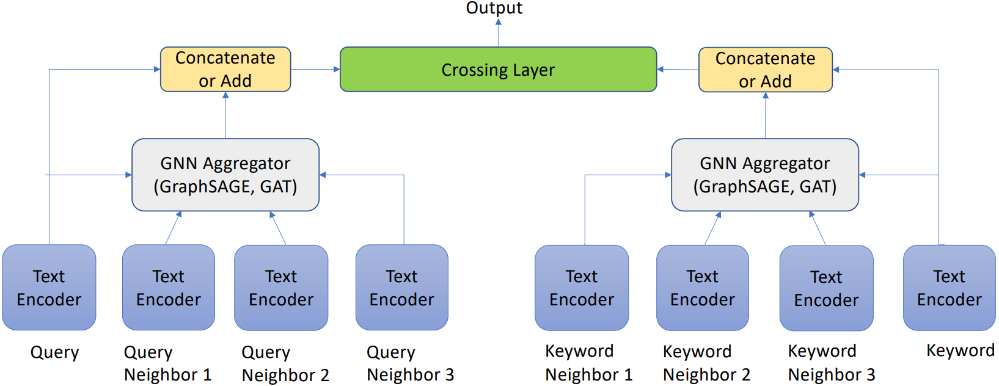 Output
Concatenate
or Add
Crossing Layer
Concatenate
or Add
GNN Aggregator
(GraphSAGE, GAT)
GNN Aggregator
(GraphSAGE, GAT)
Text
Encoder
Text
Encoder
Text
Encoder
Text
Encoder
Text
Encoder
Text
Encoder
Text
Encoder
Text
Encoder
Query
Query
Neighbor 1
Query
Neighbor 2
Query
Neighbor 3
Keyword
Neighbor 1
Keyword
Neighbor 2
Keyword
Neighbor 3
Keyword